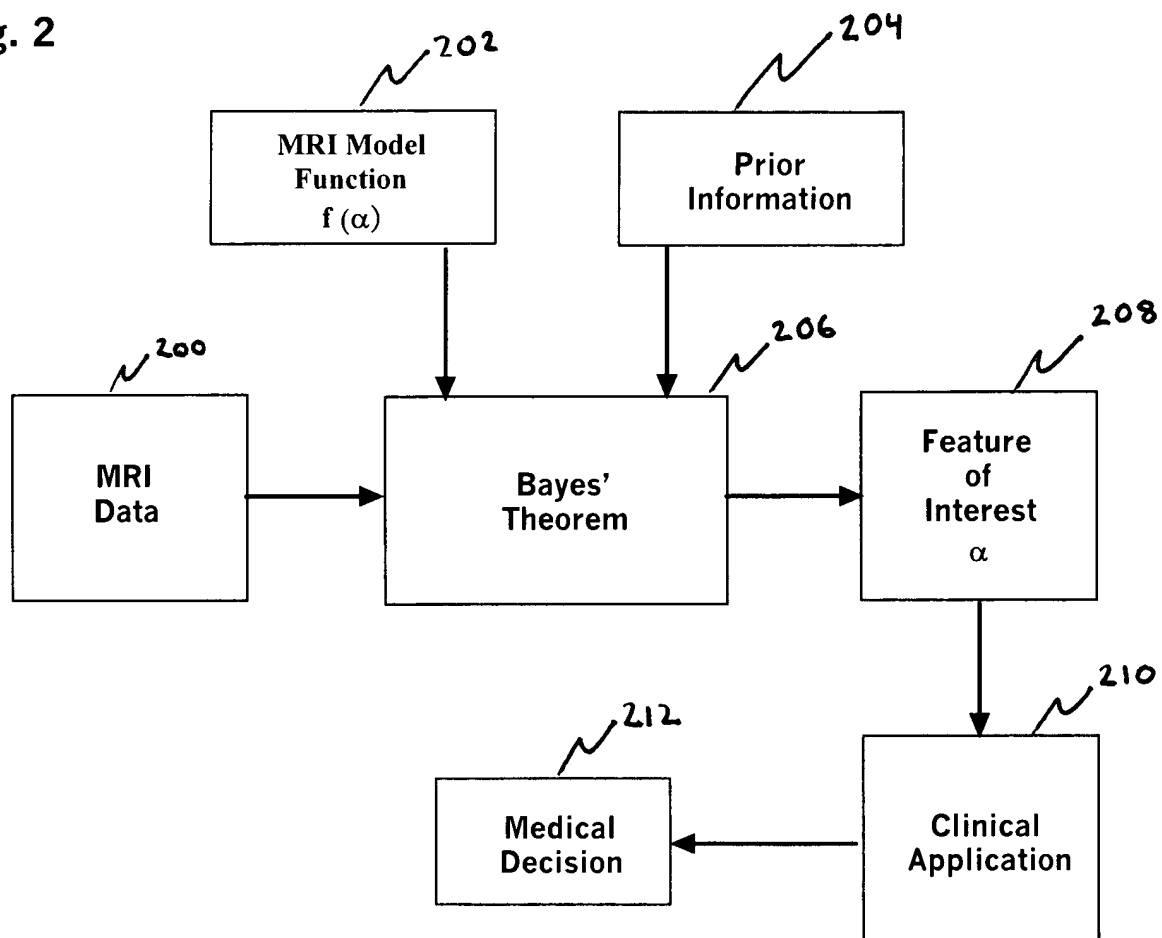 g. 2
202
204
MRI Model
Function
f (α)
Prior
Information
200
206
208
MRI
Data
Bayes’
Theorem
Feature
of
Interest
α
210
212
Medical
Decision
Clinical
Application